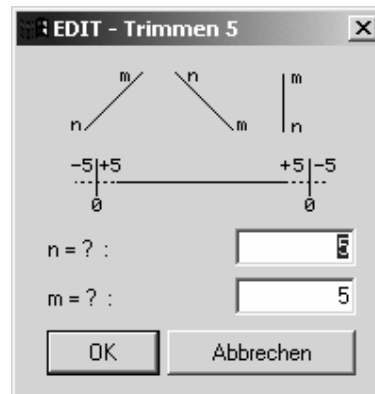 EDIT - Trimmen 5
m n m
n m n
-5 +5 +5 -5
0 0
n = ? : 5
m = ? : 5
OK Abbrechen